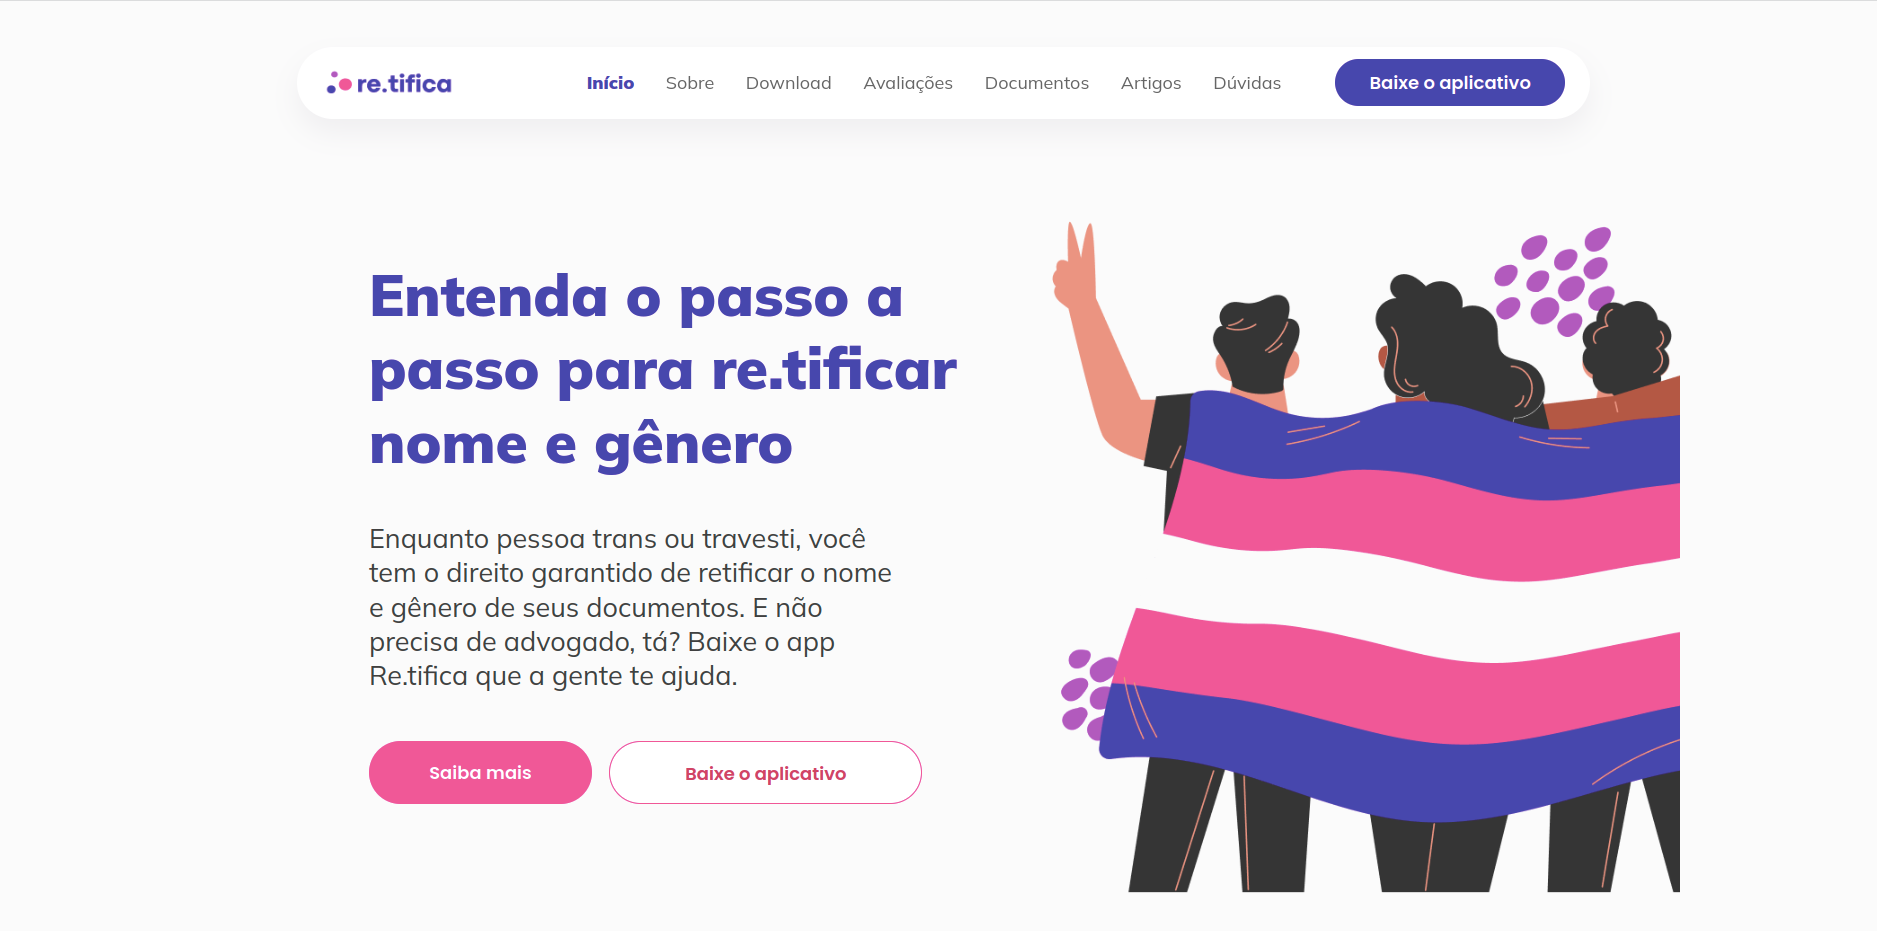 re.tifica
Início Sobre Download Avaliações Documentos Artigos Dúvidas Baixe o aplicativo
Entenda o passo a
passo para re.tificar
nome e gênero
Enquanto pessoa trans ou travesti, você
tem o direito garantido de retificar o nome
e gênero de seus documentos. E não
precisa de advogado, tá? Baixe o app
Re.tifica que a gente te ajuda.
Saiba mais Baixe o aplicativo